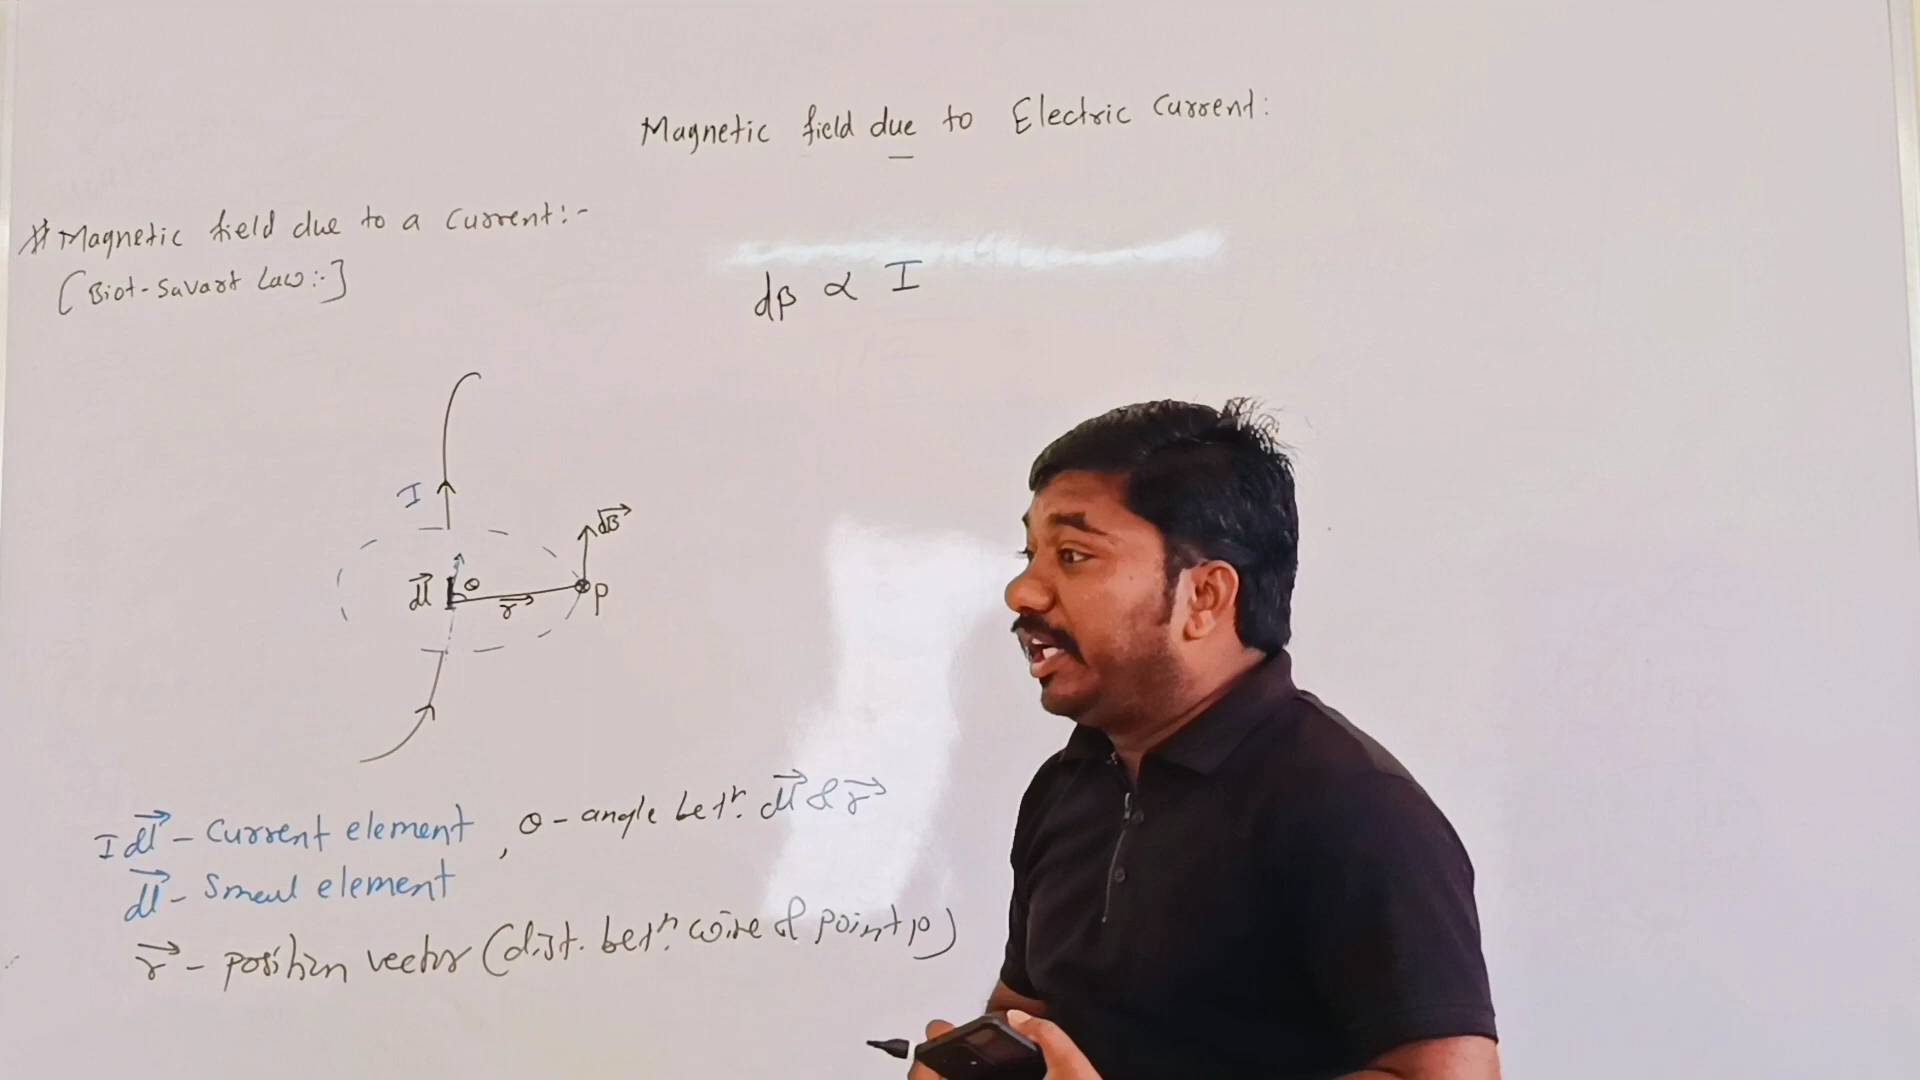 Magnetic field due to Electric Current:
# Magnetic field due to a Current:-
[Biot-Savart Law:-]
dB ∝ I
I
dB⃗
dl⃗ θ
r⃗ P
I dl⃗ - Current element, θ - angle betn. dl⃗ & r⃗
dl⃗ - Small element
r⃗ - position vector (dist. betn. wire & point p)